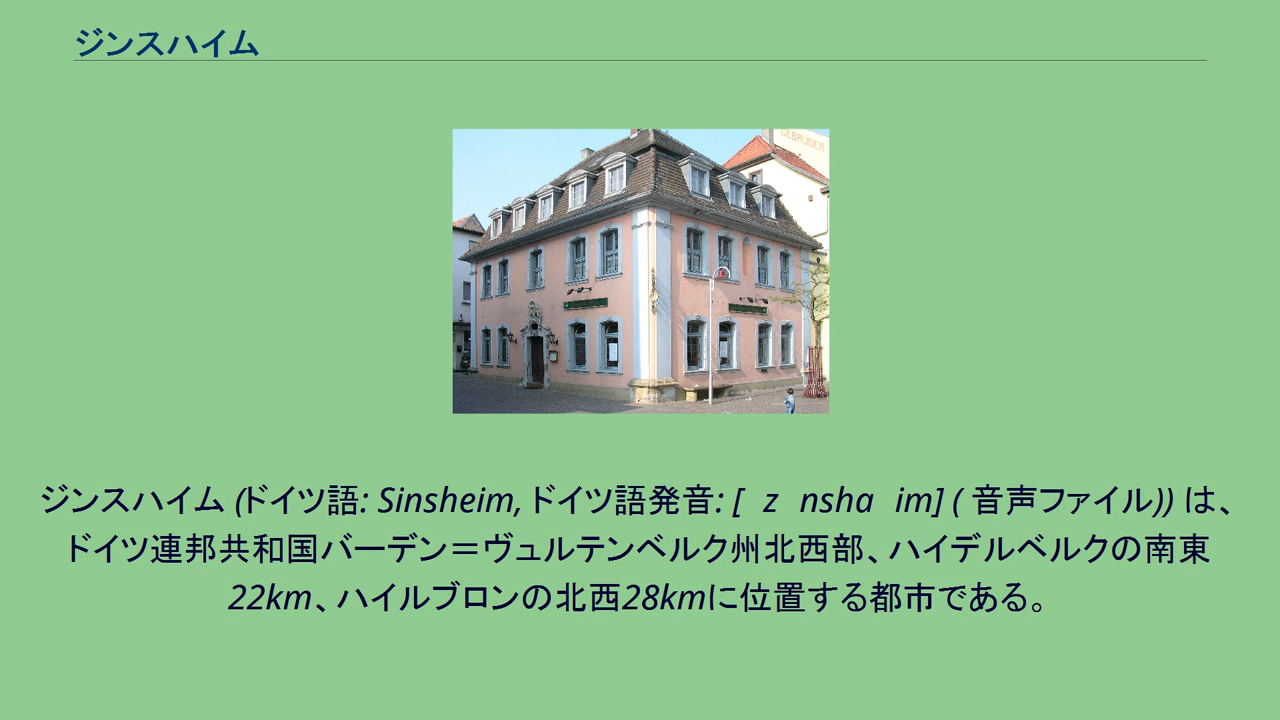 ジンスハイム
GEBRÜDER
ジンスハイム (ドイツ語: Sinsheim, ドイツ語発音: [ z nsha im] ( 音声ファイル)) は、
ドイツ連邦共和国バーデン＝ヴュルテンベルク州北西部、ハイデルベルクの南東
22km、ハイルブロンの北西28kmに位置する都市である。